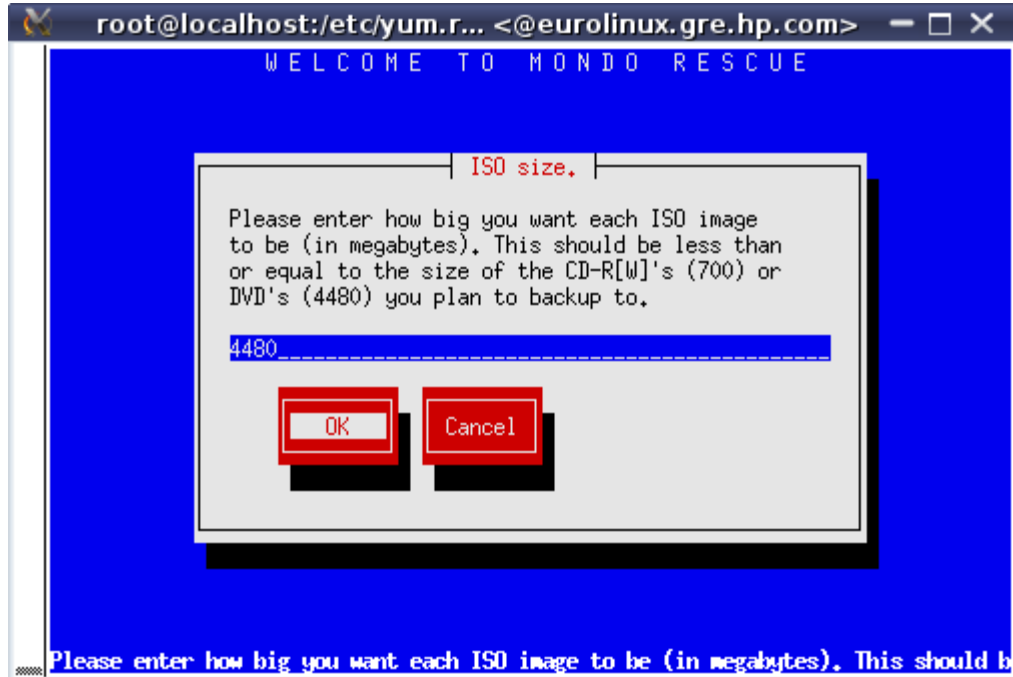 root@localhost:/etc/yum.r... <@eurolinux.gre.hp.com>
WELCOME TO MONDO RESCUE
ISO size.
Please enter how big you want each ISO image
to be (in megabytes). This should be less than
or equal to the size of the CD-R[W]'s (700) or
DVD's (4480) you plan to backup to.
4480______________________________________________
OK Cancel
Please enter how big you want each ISO image to be (in megabytes). This should b